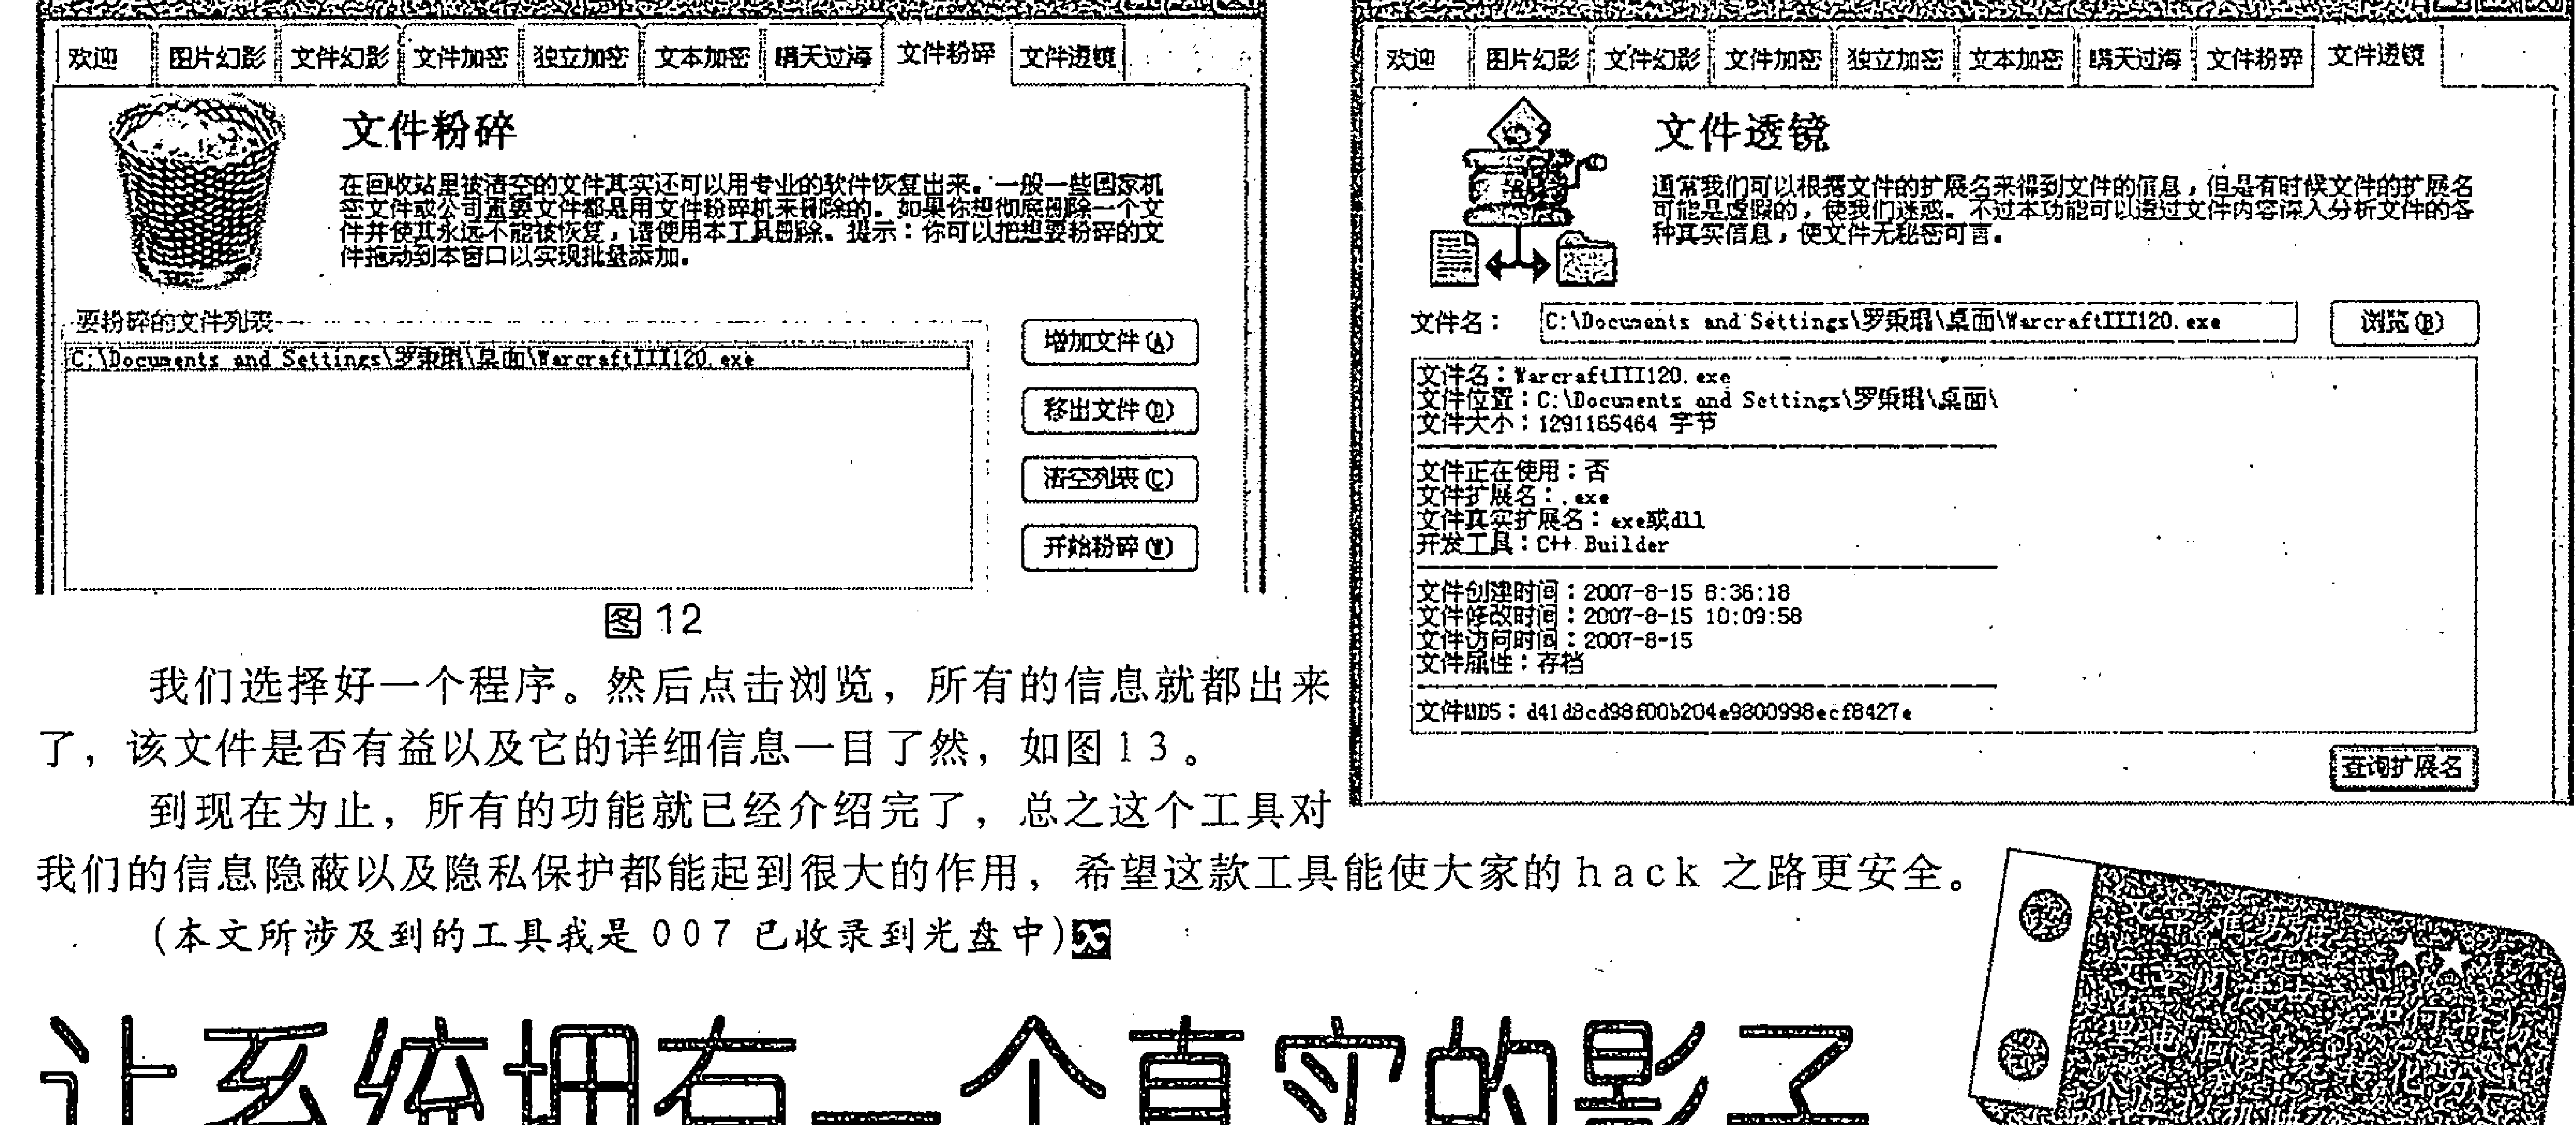 欢迎 图片幻影 文件幻影 文件加密 独立加密 文本加密 瞒天过海 文件粉碎 文件透镜
文件粉碎
在回收站里被清空的文件其实还可以用专业的软件恢复出来。一般一些国家机
密文件或公司重要文件都是用文件粉碎机来删除的。如果你想彻底删除一个文
件并使其永远不能被恢复，请使用本工具删除。提示：你可以把想要粉碎的文
件拖动到本窗口以实现批量添加。
要粉碎的文件列表
C:\Documents and Settings\罗秉琨\桌面\WarcraftIII120.exe
增加文件(A)
移出文件(D)
清空列表(C)
开始粉碎(W)
图12
欢迎 图片幻影 文件幻影 文件加密 独立加密 文本加密 瞒天过海 文件粉碎 文件透镜
文件透镜
通常我们可以根据文件的扩展名来得到文件的信息，但是有时候文件的扩展名
可能是虚假的，使我们迷惑。不过本功能可以透过文件内容深入分析文件的各
种真实信息，使文件无秘密可言。
文件名： C:\Documents and Settings\罗秉琨\桌面\WarcraftIII120.exe 浏览(B)
文件名：WarcraftIII120.exe
文件位置：C:\Documents and Settings\罗秉琨\桌面\
文件大小：1291165464 字节
文件正在使用：否
文件扩展名：.exe
文件真实扩展名：exe或dll
开发工具：C++ Builder
文件创建时间：2007-8-15 8:36:18
文件修改时间：2007-8-15 10:09:58
文件访问时间：2007-8-15
文件属性：存档
文件MD5：d41d8cd98f00b204e9800998ecf8427e
查询扩展名
我们选择好一个程序。然后点击浏览，所有的信息就都出来
了，该文件是否有益以及它的详细信息一目了然，如图13。
到现在为止，所有的功能就已经介绍完了，总之这个工具对
我们的信息隐蔽以及隐私保护都能起到很大的作用，希望这款工具能使大家的hack 之路更安全。
(本文所涉及到的工具我是007已收录到光盘中)
让系统拥有一个真实的影子